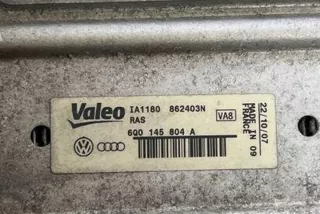 Valeo
IA1180 862403N
RAS
VA8
6Q0 145 804 A
22/10/07
MADE IN 09
FRANCE